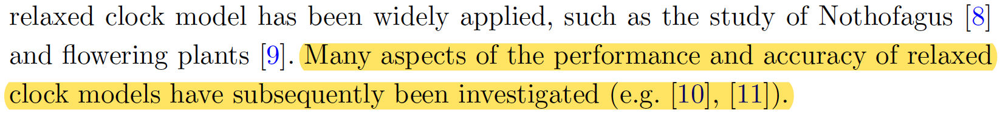 relaxed clock model has been widely applied, such as the study of Nothofagus [8]
and flowering plants [9]. Many aspects of the performance and accuracy of relaxed
clock models have subsequently been investigated (e.g. [10], [11]).